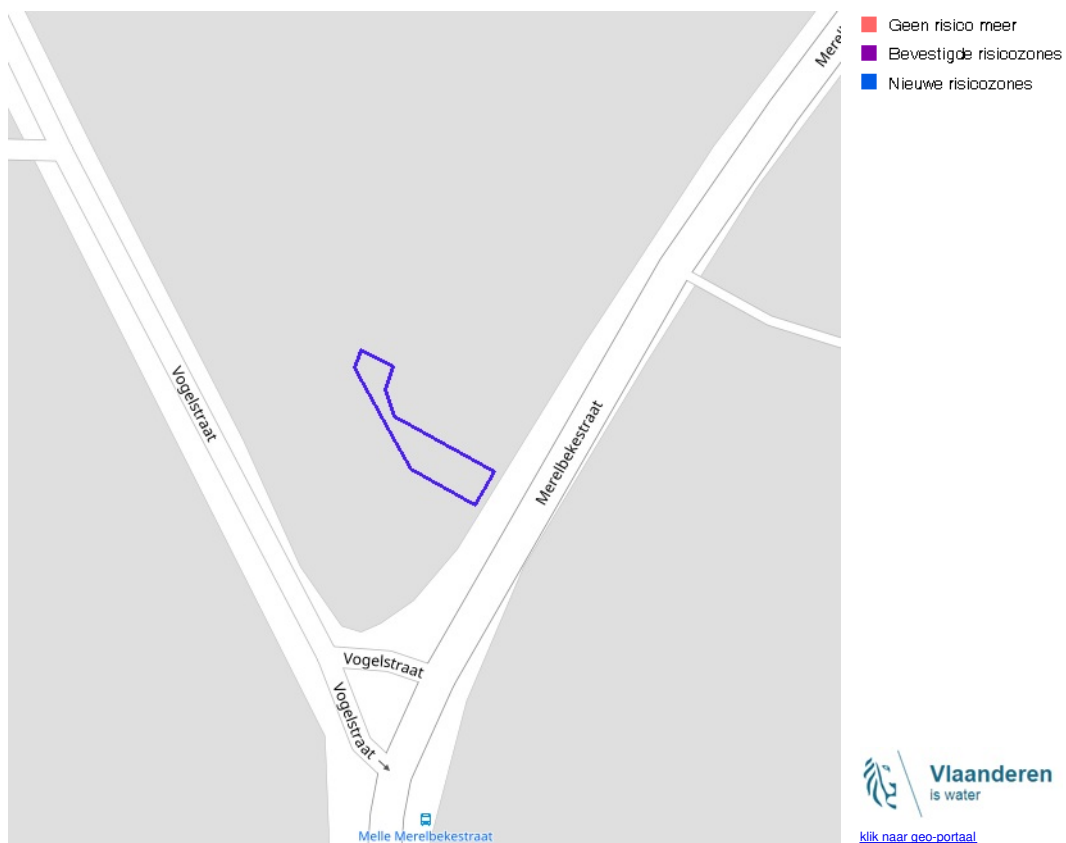 Merelb
Geen risico meer
Bevestigde risicozones
Nieuwe risicozones
Vogelstraat
Merelbekestraat
Vogelstraat
Vogelstraat
Melle Merelbekestraat
Vlaanderen
is water
klik naar geo-portaal